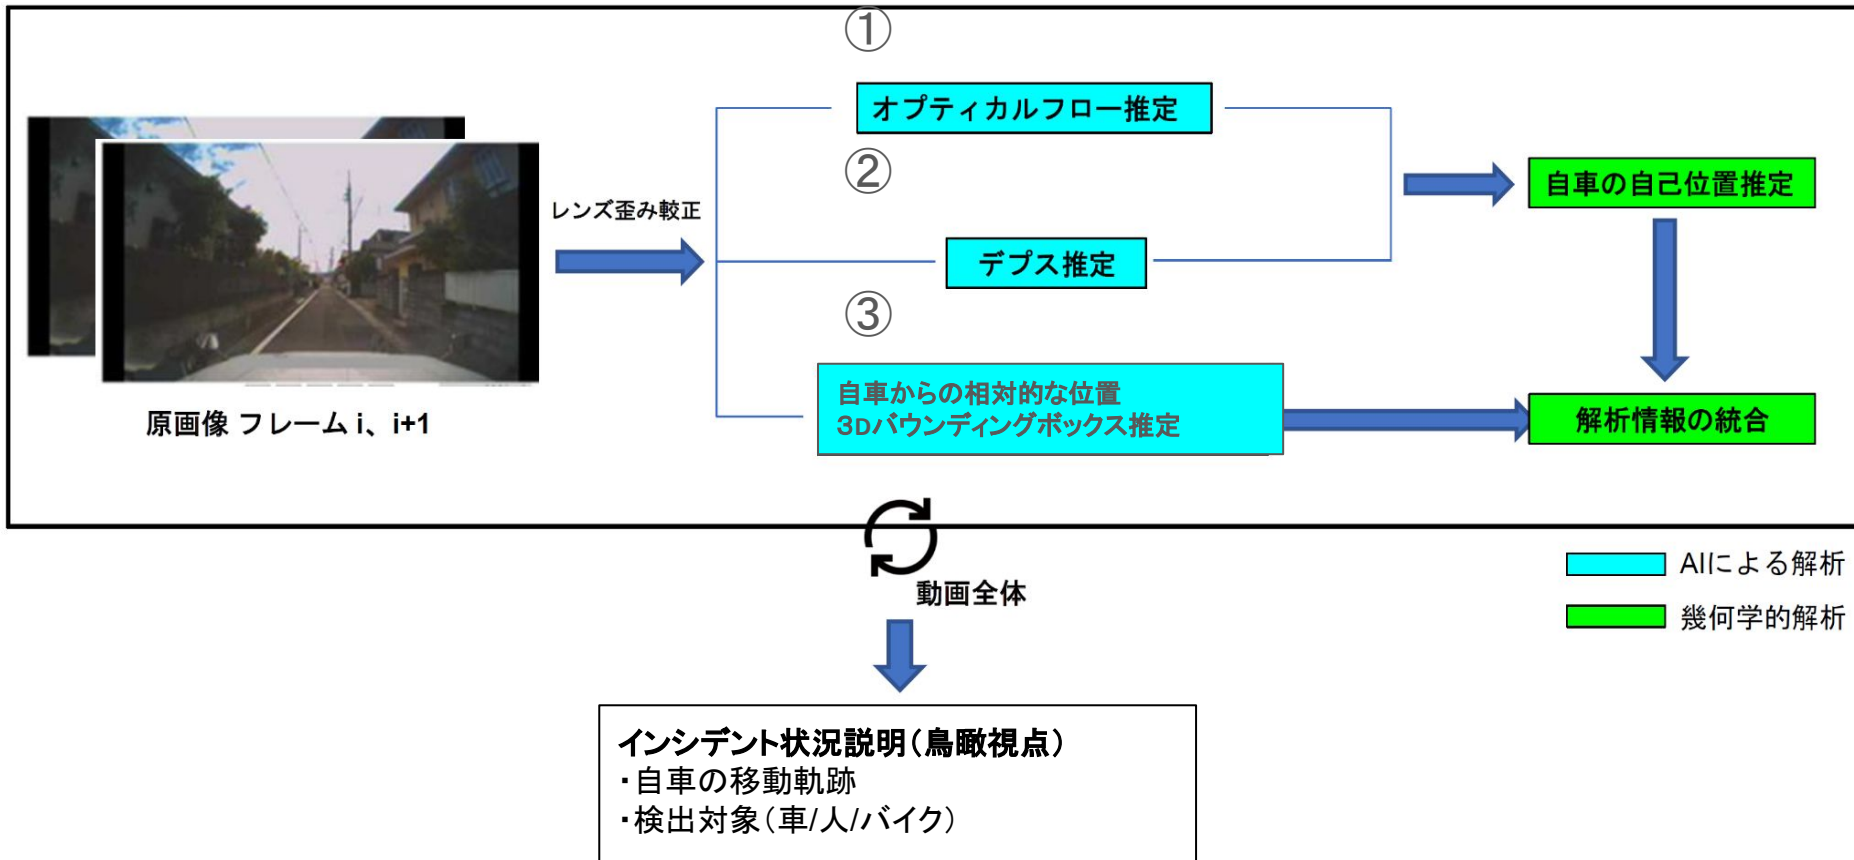 ①
オプティカルフロー推定
②
自車の自己位置推定
レンズ歪み較正
デプス推定
③
自車からの相対的な位置
3Dバウンディングボックス推定
解析情報の統合
原画像 フレーム i、i+1
動画全体
AIによる解析
幾何学的解析
インシデント状況説明（鳥瞰視点）
・自車の移動軌跡
・検出対象（車/人/バイク）